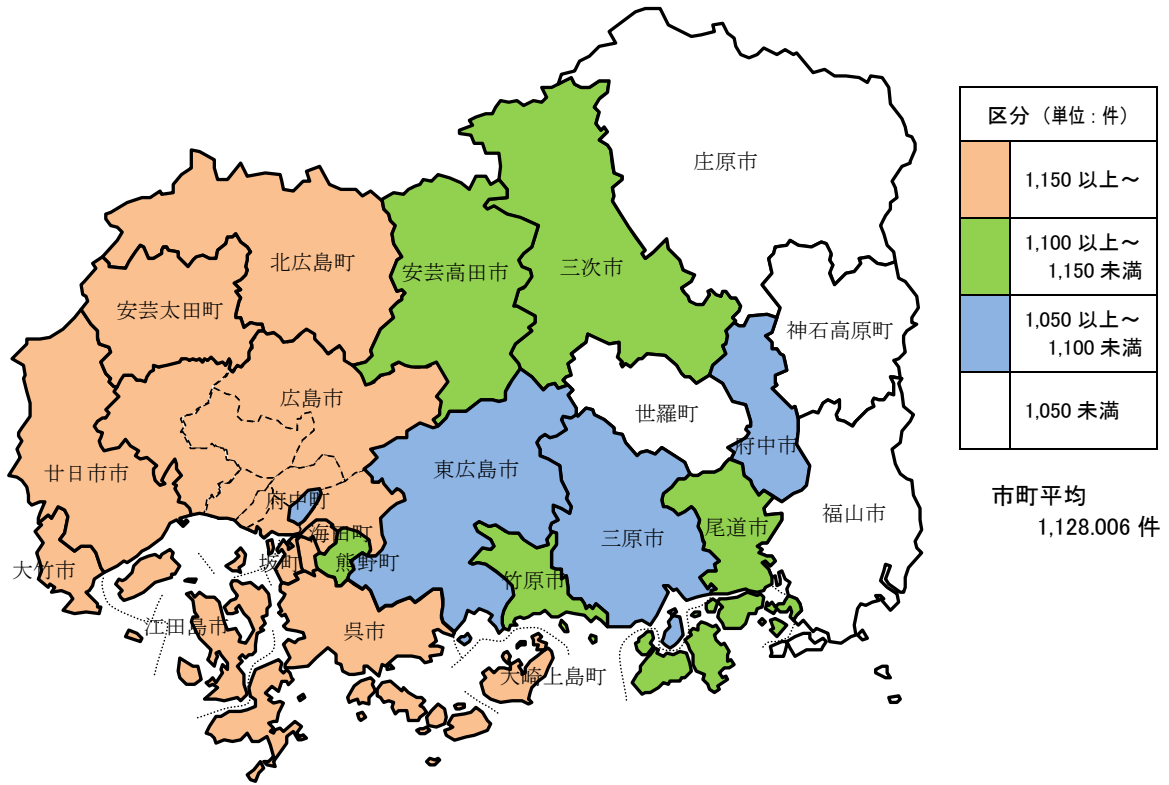 庄原市
北広島町
安芸高田市
三次市
安芸太田町
神石高原町
広島市
世羅町
府中市
廿日市市
東広島市
府中町
福山市
海田町
三原市
尾道市
坂町
熊野町
大竹市
竹原市
江田島市
呉市
大崎上島町
区分（単位：件）
1,150 以上～
1,100 以上～
1,150 未満
1,050 以上～
1,100 未満
1,050 未満
市町平均
1,128.006 件